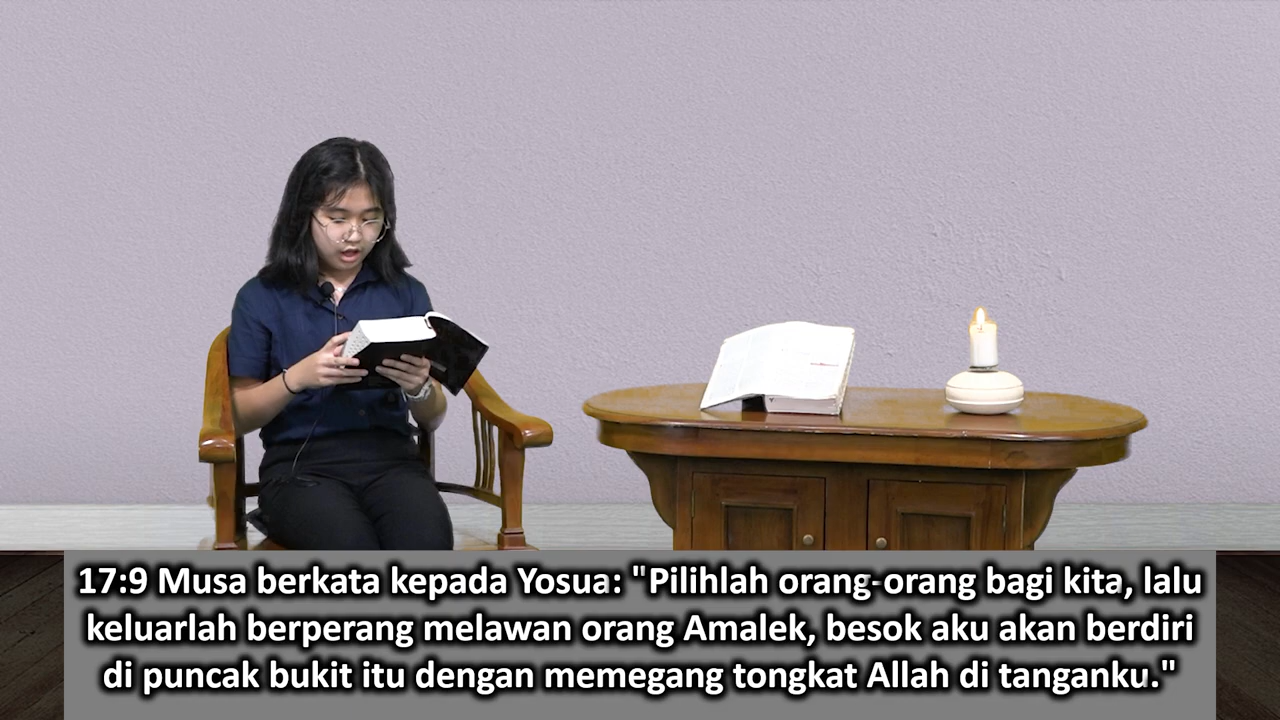 17:9 Musa berkata kepada Yosua: "Pilihlah orang-orang bagi kita, lalu
keluarlah berperang melawan orang Amalek, besok aku akan berdiri
di puncak bukit itu dengan memegang tongkat Allah di tanganku."